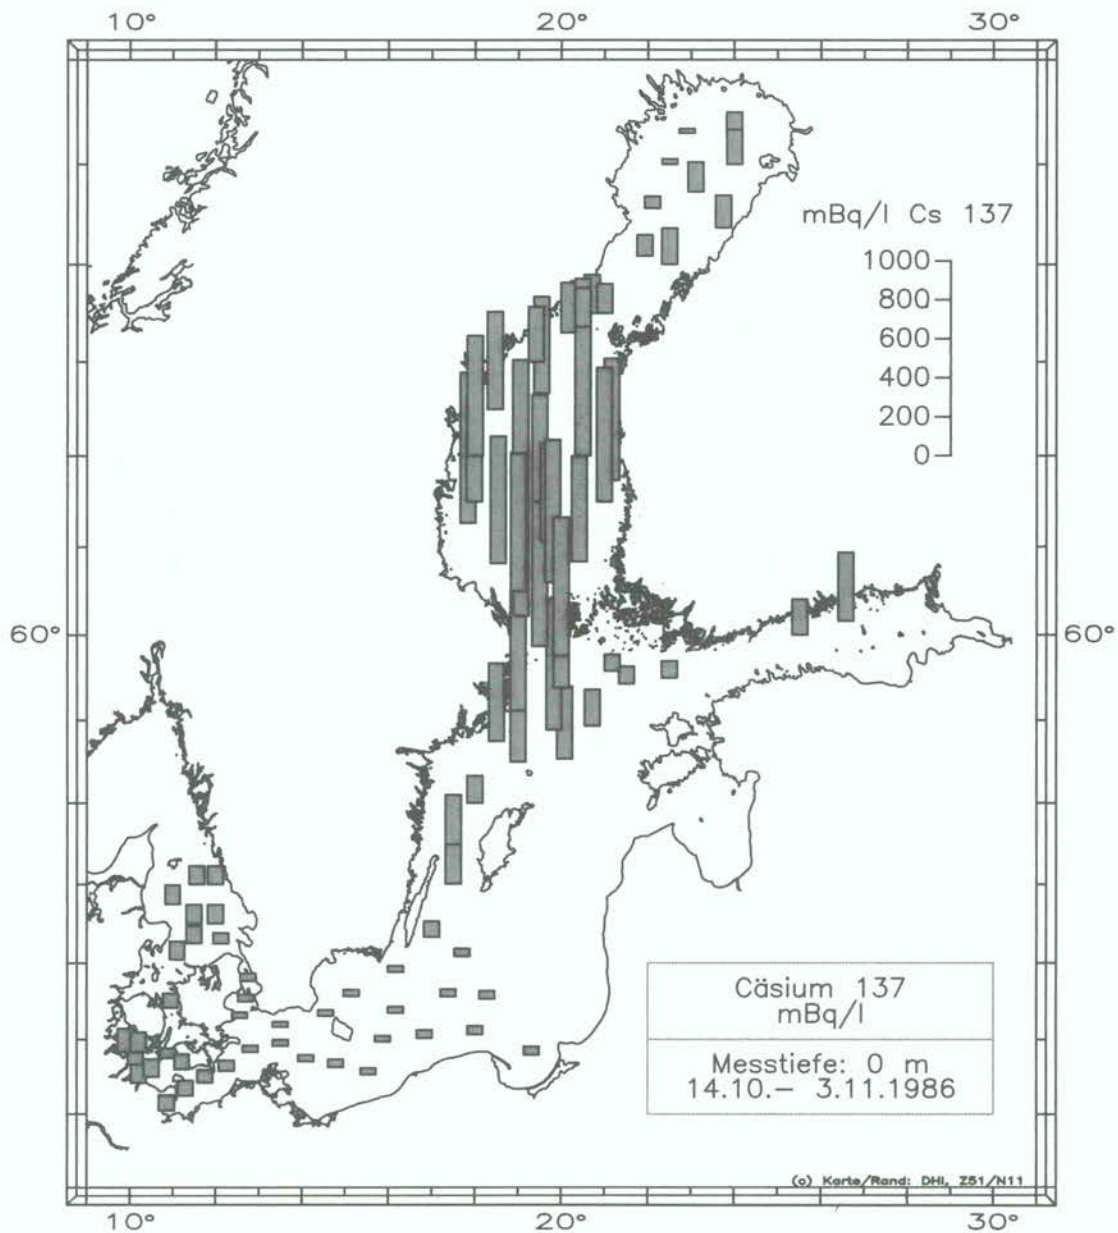 10° 20° 30°
mBq/l Cs 137
1000
800
600
400
200
0
60° 60°
Cäsium 137
mBq/l
Messtiefe: 0 m
14.10.– 3.11.1986
(c) Karte/Rand: DHI, Z51/N11
10° 20° 30°